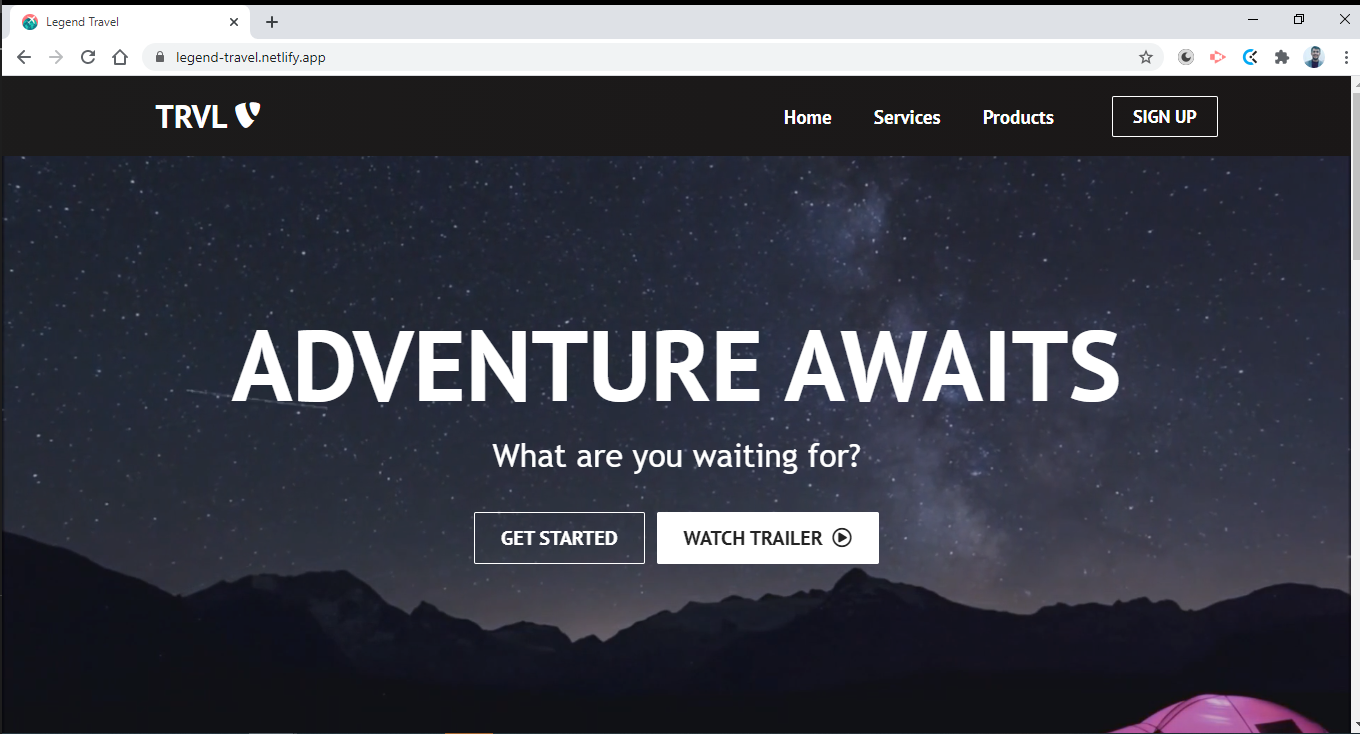 Legend Travel
legend-travel.netlify.app
TRVL
Home Services Products SIGN UP
ADVENTURE AWAITS
What are you waiting for?
GET STARTED WATCH TRAILER